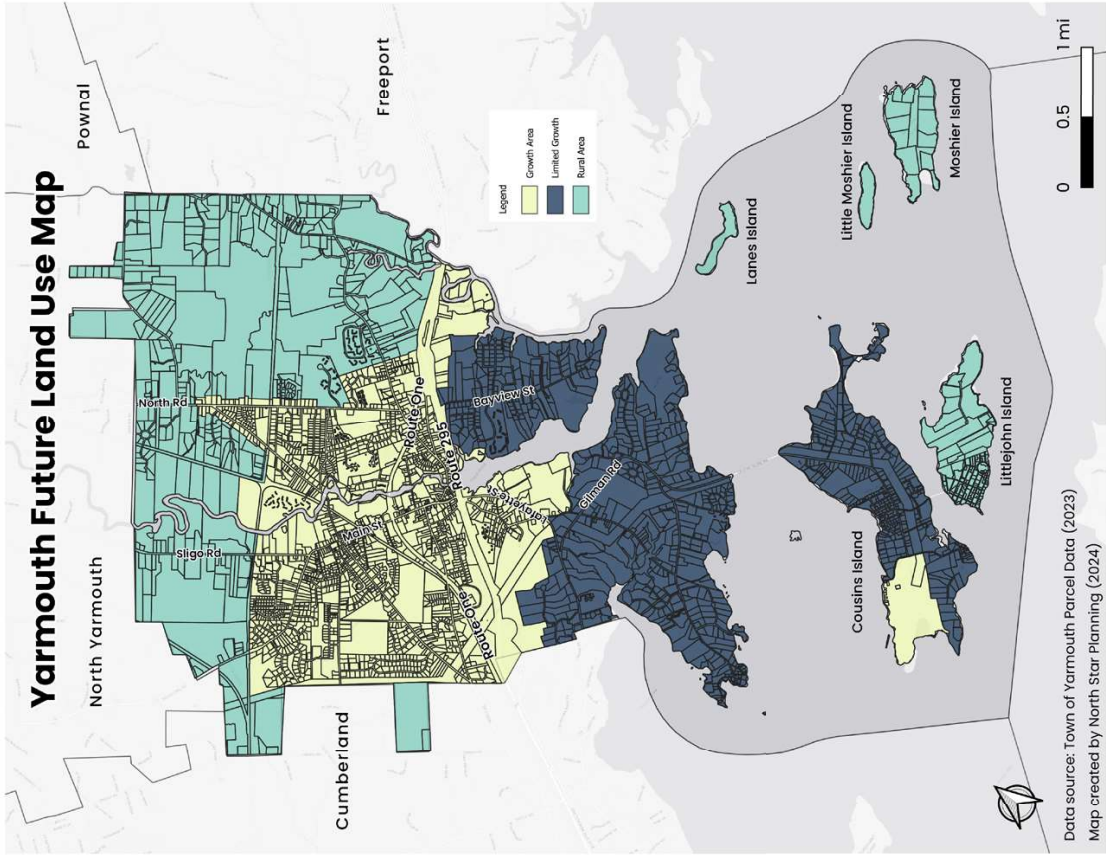 Yarmouth Future Land Use Map
North Yarmouth
Pownal
Cumberland
Freeport
North Rd
Sligo Rd
Main St
Route One
Route One
Route 295
Lafayette St
Bayview St
Gilman Rd
Legend
Growth Area
Limited Growth
Rural Area
Lanes Island
Little Moshier Island
Moshier Island
Cousins Island
Littlejohn Island
Data source: Town of Yarmouth Parcel Data (2023)
Map created by North Star Planning (2024)
0 0.5 1 mi